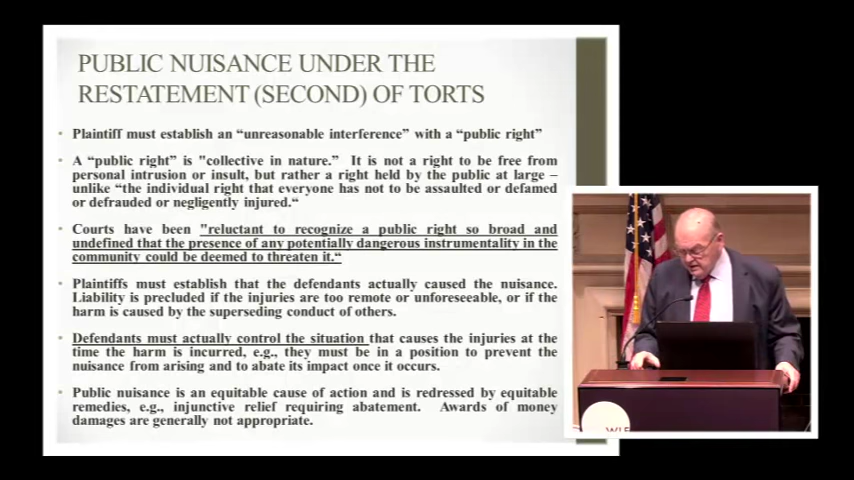 PUBLIC NUISANCE UNDER THE
RESTATEMENT (SECOND) OF TORTS
• Plaintiff must establish an “unreasonable interference” with a “public right”
• A “public right” is "collective in nature.” It is not a right to be free from
personal intrusion or insult, but rather a right held by the public at large –
unlike “the individual right that everyone has not to be assaulted or defamed
or defrauded or negligently injured.“
• Courts have been "reluctant to recognize a public right so broad and
undefined that the presence of any potentially dangerous instrumentality in the
community could be deemed to threaten it.“
• Plaintiffs must establish that the defendants actually caused the nuisance.
Liability is precluded if the injuries are too remote or unforeseeable, or if the
harm is caused by the superseding conduct of others.
• Defendants must actually control the situation that causes the injuries at the
time the harm is incurred, e.g., they must be in a position to prevent the
nuisance from arising and to abate its impact once it occurs.
• Public nuisance is an equitable cause of action and is redressed by equitable
remedies, e.g., injunctive relief requiring abatement. Awards of money
damages are generally not appropriate.